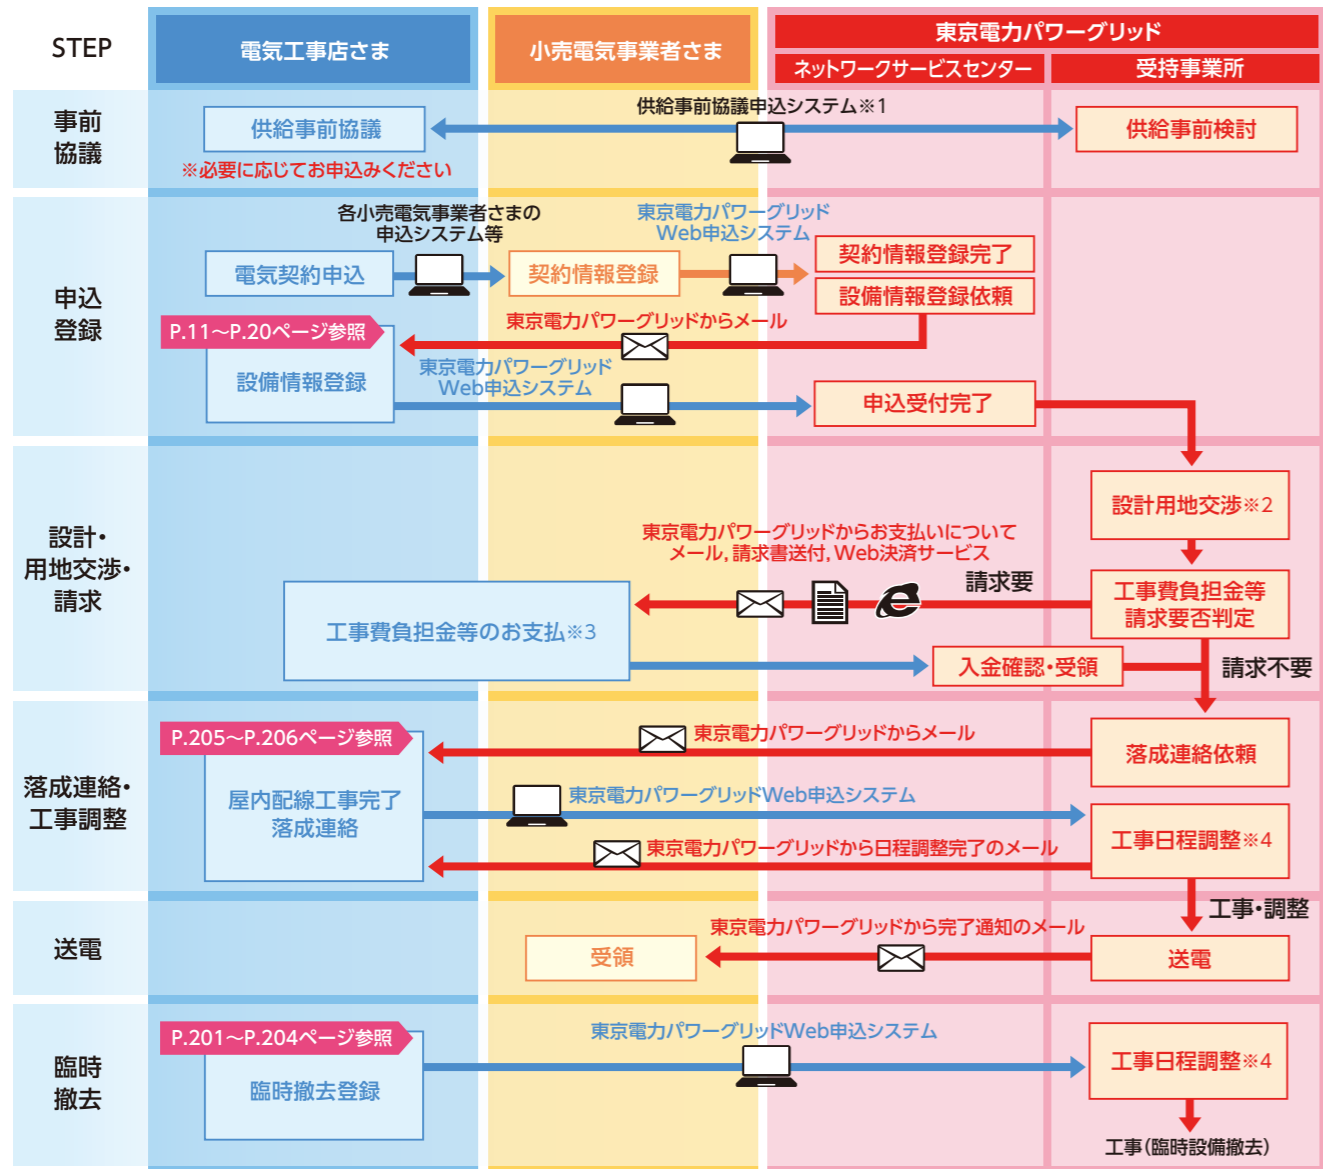 STEP
電気工事店さま
小売電気事業者さま
東京電力パワーグリッド
ネットワークサービスセンター
受持事業所
事前
協議
供給事前協議
※必要に応じてお申込みください
供給事前協議申込システム※1
供給事前検討
申込
登録
各小売電気事業者さまの
申込システム等
東京電力パワーグリッド
Web申込システム
電気契約申込
契約情報登録
契約情報登録完了
設備情報登録依頼
東京電力パワーグリッドからメール
P.11～P.20ページ参照
設備情報登録
東京電力パワーグリッド
Web申込システム
申込受付完了
設計・
用地交渉・
請求
設計用地交渉※2
東京電力パワーグリッドからお支払いについて
メール,請求書送付,Web決済サービス
請求要
工事費負担金等
請求要否判定
工事費負担金等のお支払※3
入金確認・受領
請求不要
落成連絡・
工事調整
P.205～P.206ページ参照
屋内配線工事完了
落成連絡
東京電力パワーグリッドからメール
落成連絡依頼
東京電力パワーグリッドWeb申込システム
工事日程調整※4
東京電力パワーグリッドから日程調整完了のメール
工事・調整
送電
受領
東京電力パワーグリッドから完了通知のメール
送電
臨時
撤去
P.201～P.204ページ参照
臨時撤去登録
東京電力パワーグリッドWeb申込システム
工事日程調整※4
工事(臨時設備撤去)